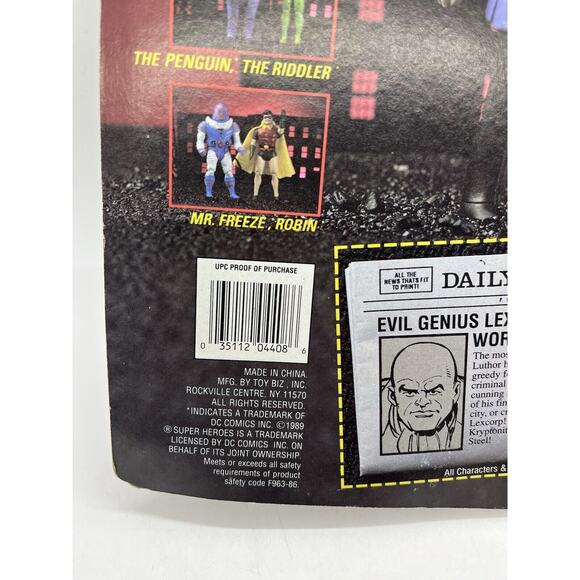 THE PENGUIN,* THE RIDDLER
MR. FREEZE, ROBIN
UPC PROOF OF PURCHASE
0 35112 04408 6
MADE IN CHINA.
MFG. BY TOY BIZ, INC.
ROCKVILLE CENTRE, NY 11570
ALL RIGHTS RESERVED.
*INDICATES A TRADEMARK OF
DC COMICS INC. ©1989
® SUPER HEROES IS A TRADEMARK
LICENSED BY DC COMICS INC. ON
BEHALF OF ITS JOINT OWNERSHIP.
Meets or exceeds all safety
requirements of product
safety code F963-86.
ALL THE
NEWS THATS FIT
TO PRINT!
DAILY
EVIL GENIUS LEX
WOR
The mos
Luthor h
greedy f
criminal
cunning
of his fin
city, or c
Lexcorp!
Kryptonit
Steel!
All Characters &